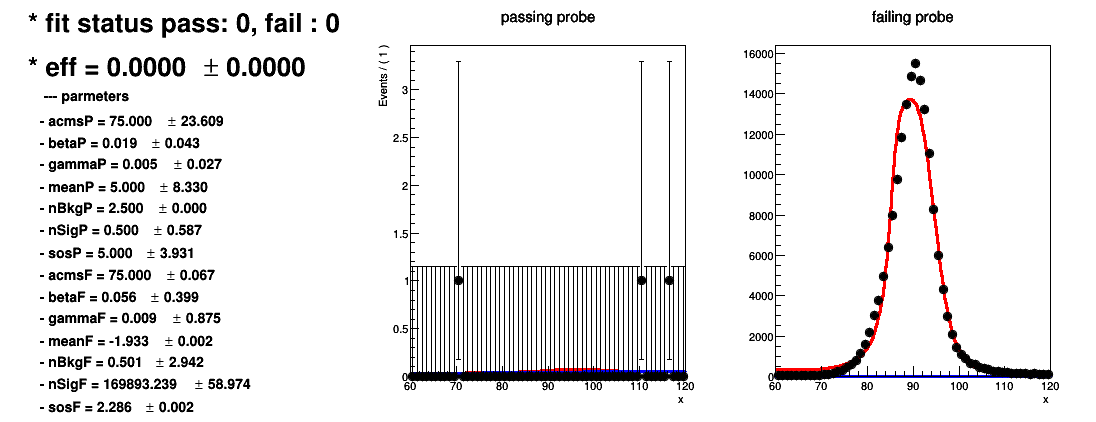 * fit status pass: 0, fail : 0
* eff = 0.0000 ± 0.0000
--- parmeters
- acmsP = 75.000 ± 23.609
- betaP = 0.019 ± 0.043
- gammaP = 0.005 ± 0.027
- meanP = 5.000 ± 8.330
- nBkgP = 2.500 ± 0.000
- nSigP = 0.500 ± 0.587
- sosP = 5.000 ± 3.931
- acmsF = 75.000 ± 0.067
- betaF = 0.056 ± 0.399
- gammaF = 0.009 ± 0.875
- meanF = -1.933 ± 0.002
- nBkgF = 0.501 ± 2.942
- nSigF = 169893.239 ± 58.974
- sosF = 2.286 ± 0.002
passing probe
Events / ( 1 )
3
2.5
2
1.5
1
0.5
0
60 70 80 90 100 110 120
x
failing probe
16000
14000
12000
10000
8000
6000
4000
2000
0
60 70 80 90 100 110 120
x